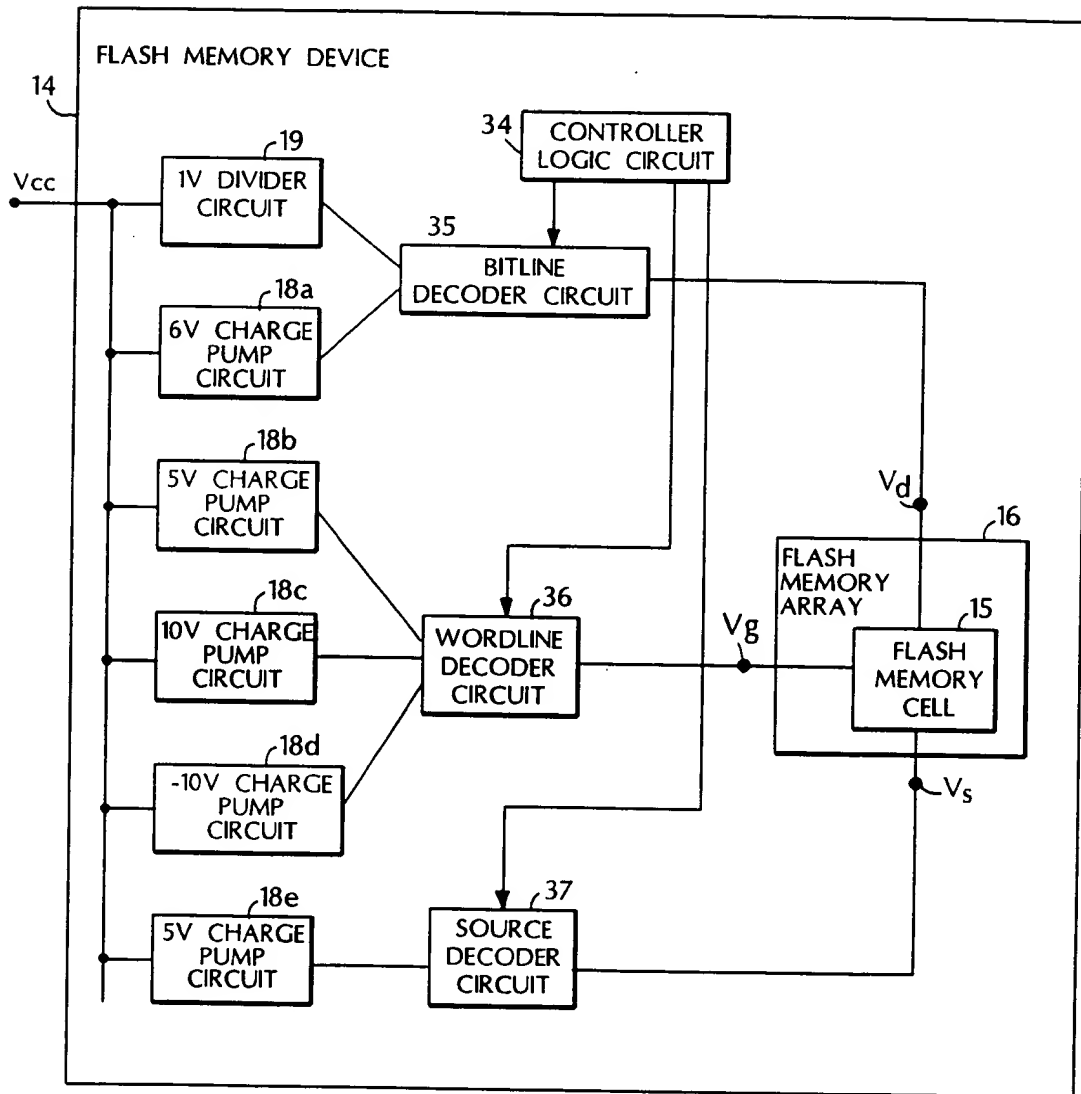 FLASH MEMORY DEVICE
14
Vcc
19
1V DIVIDER
CIRCUIT
34
CONTROLLER
LOGIC CIRCUIT
35
BITLINE
DECODER CIRCUIT
18a
6V CHARGE
PUMP
CIRCUIT
18b
5V CHARGE
PUMP
CIRCUIT
Vd
16
FLASH
MEMORY
ARRAY
18c
10V CHARGE
PUMP
CIRCUIT
36
WORDLINE
DECODER
CIRCUIT
Vg
15
FLASH
MEMORY
CELL
18d
-10V CHARGE
PUMP
CIRCUIT
Vs
18e
5V CHARGE
PUMP
CIRCUIT
37
SOURCE
DECODER
CIRCUIT